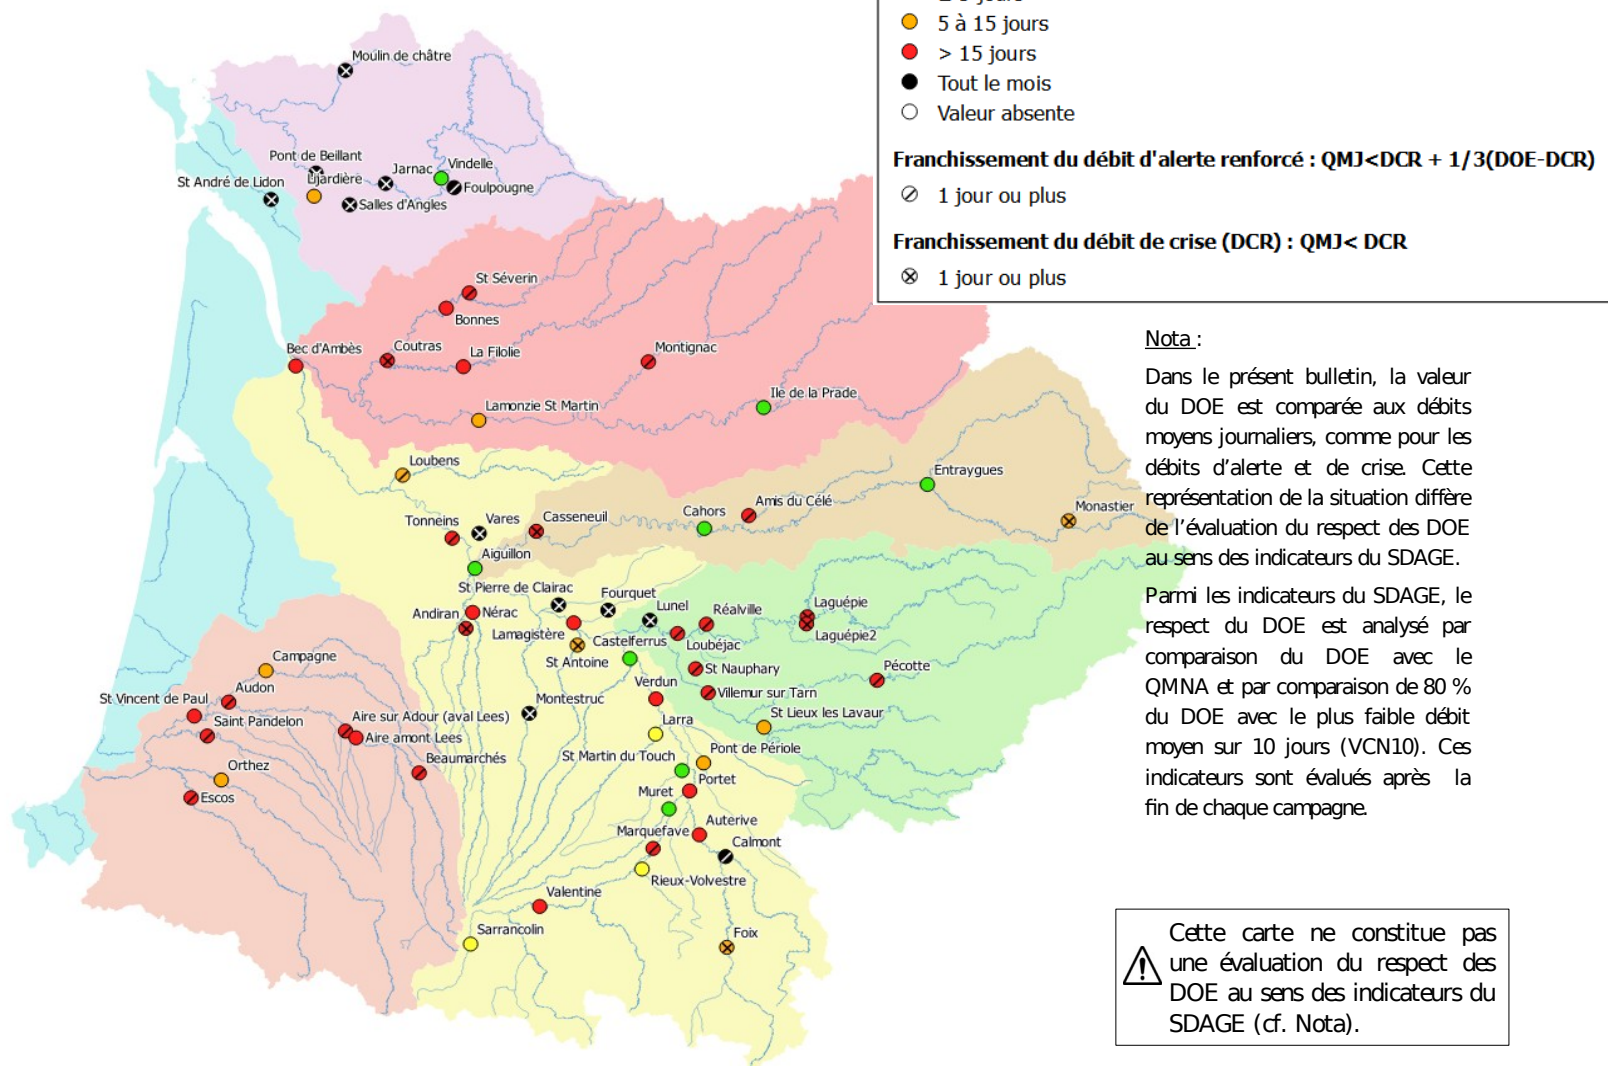 5 à 15 jours
> 15 jours
Tout le mois
Valeur absente
Franchissement du débit d'alerte renforcé : QMJ<DCR + 1/3(DOE-DCR)
1 jour ou plus
Franchissement du débit de crise (DCR) : QMJ< DCR
1 jour ou plus
Moulin de châtre
Pont de Beillant
Jarnac
Vindelle
St André de Lidon
Lijardière
Foulpougne
Salles d'Angles
St Séverin
Bonnes
Bec d'Ambès
Coutras
La Filolie
Montignac
Ile de la Prade
Lamonzie St Martin
Loubens
Entraygues
Amis du Célé
Monastier
Tonneins
Vares
Casseneuil
Cahors
Aiguillon
St Pierre de Clairac
Fourquet
Lunel
Réalville
Laguépie
Andiran
Nérac
Lamagistère
Castelferrus
Loubéjac
Laguépie2
St Antoine
St Nauphary
Pécotte
Campagne
Verdun
Villemur sur Tarn
St Vincent de Paul
Audon
Montestruc
Larra
St Lieux les Lavaur
Saint Pandelon
Aire sur Adour (aval Lees)
Aire amont Lees
St Martin du Touch
Pont de Périole
Orthez
Beaumarchés
Portet
Escos
Muret
Marquefave
Auterive
Calmont
Rieux-Volvestre
Valentine
Sarrancolin
Foix
Nota :
Dans le présent bulletin, la valeur
du DOE est comparée aux débits
moyens journaliers, comme pour les
débits d’alerte et de crise. Cette
représentation de la situation diffère
de l’évaluation du respect des DOE
au sens des indicateurs du SDAGE.
Parmi les indicateurs du SDAGE, le
respect du DOE est analysé par
comparaison du DOE avec le
QMNA et par comparaison de 80 %
du DOE avec le plus faible débit
moyen sur 10 jours (VCN10). Ces
indicateurs sont évalués après la
fin de chaque campagne.
Cette carte ne constitue pas
une évaluation du respect des
DOE au sens des indicateurs du
SDAGE (cf. Nota).